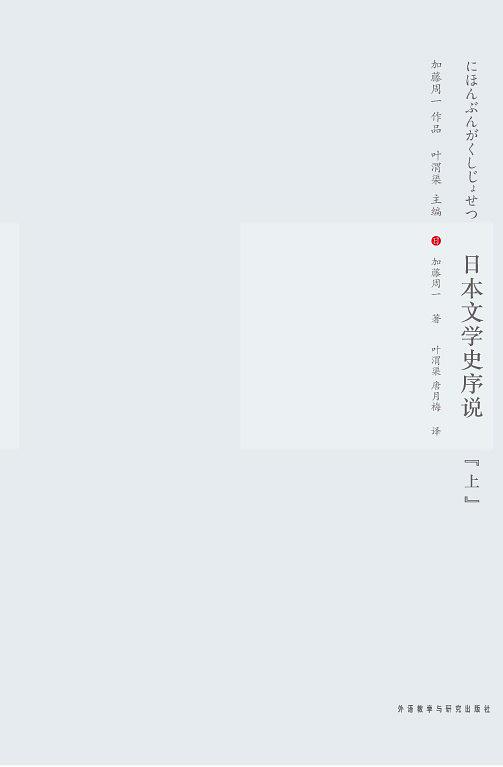 にほんぶんがくしじょせつ
日本文学史序说
『上』
加藤周一作品 叶渭渠 主编
日 加藤周一 著 叶渭渠 唐月梅 译
外语教学与研究出版社